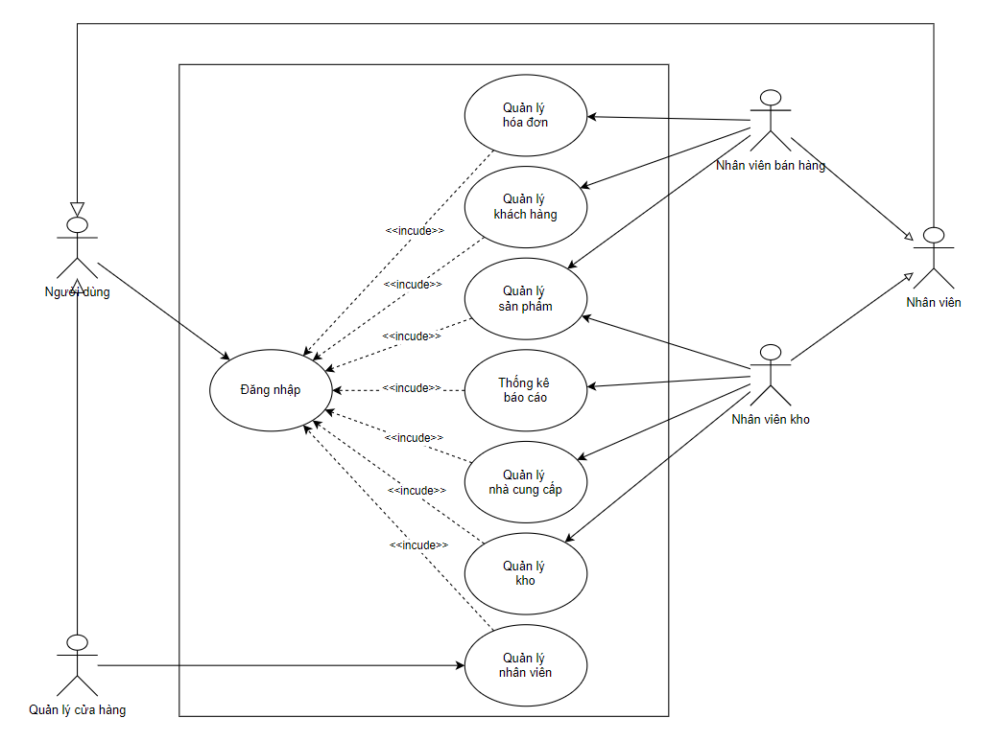 Quản lý
hóa đơn
Nhân viên bán hàng
Quản lý
khách hàng
<<incude>>
<<incude>>
Người dùng
Quản lý
sản phẩm
Nhân viên
<<incude>>
Đăng nhập
<<incude>>
Thống kê
báo cáo
Nhân viên kho
<<incude>>
Quản lý
nhà cung cấp
<<incude>>
<<incude>>
Quản lý
kho
Quản lý
nhân viên
Quản lý cửa hàng